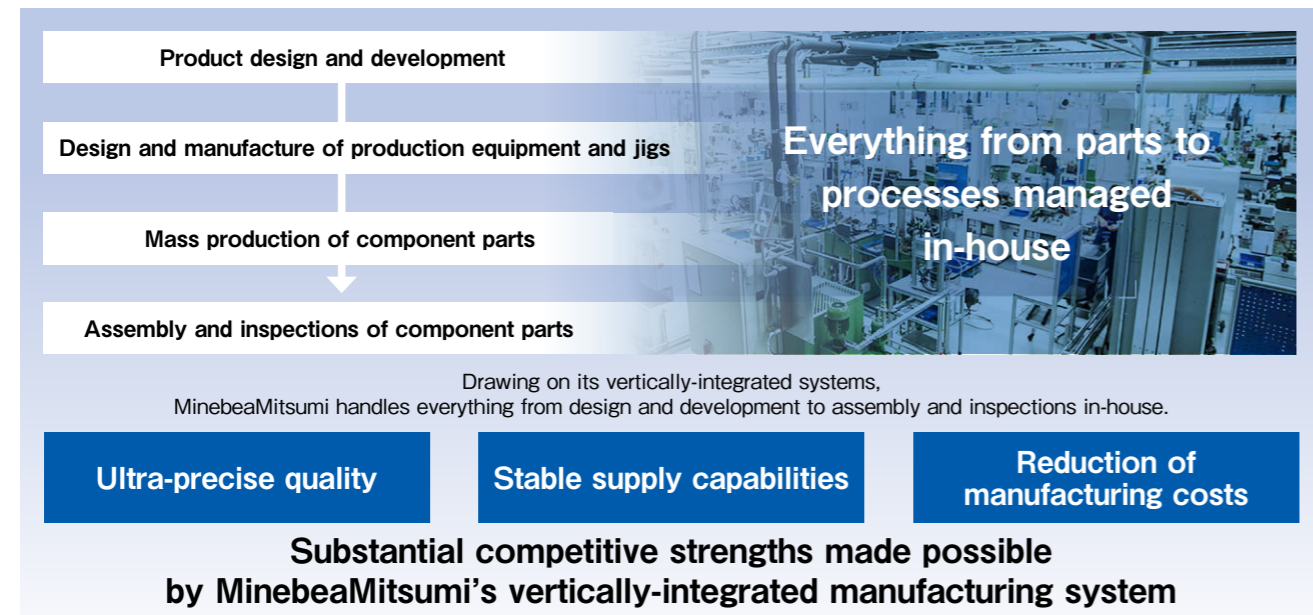 Product design and development
Design and manufacture of production equipment and jigs
Mass production of component parts
Assembly and inspections of component parts
Everything from parts to
processes managed
in-house
Drawing on its vertically-integrated systems,
MinebeaMitsumi handles everything from design and development to assembly and inspections in-house.
Ultra-precise quality
Stable supply capabilities
Reduction of
manufacturing costs
Substantial competitive strengths made possible
by MinebeaMitsumi's vertically-integrated manufacturing system